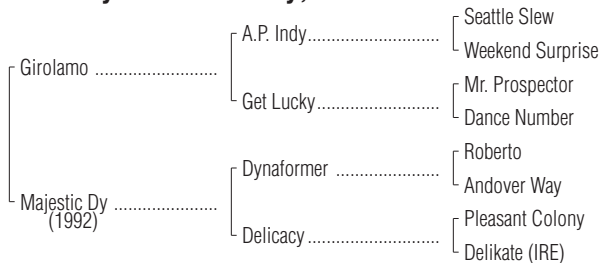 Seattle Slew
A.P. Indy
Weekend Surprise
Girolamo
Mr. Prospector
Get Lucky
Dance Number
Roberto
Dynaformer
Andover Way
Majestic Dy
(1992)
Pleasant Colony
Delicacy
Delikate (IRE)